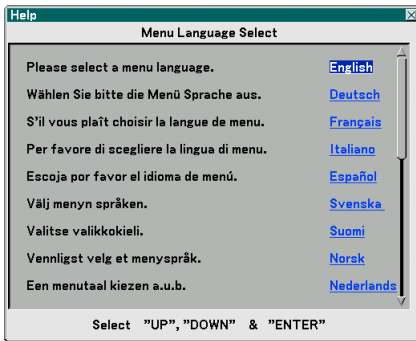 Help
Menu Language Select
Please select a menu language. English
Wählen Sie bitte die Menü Sprache aus. Deutsch
S'il vous plaît choisir la langue de menu. Français
Per favore di scegliere la lingua di menu. Italiano
Escoja por favor el idioma de menú. Español
Välj menyn språken. Svenska
Valitse valikkokieli. Suomi
Vennligst velg et menyspråk. Norsk
Een menutaal kiezen a.u.b. Nederlands
Select "UP", "DOWN" & "ENTER"